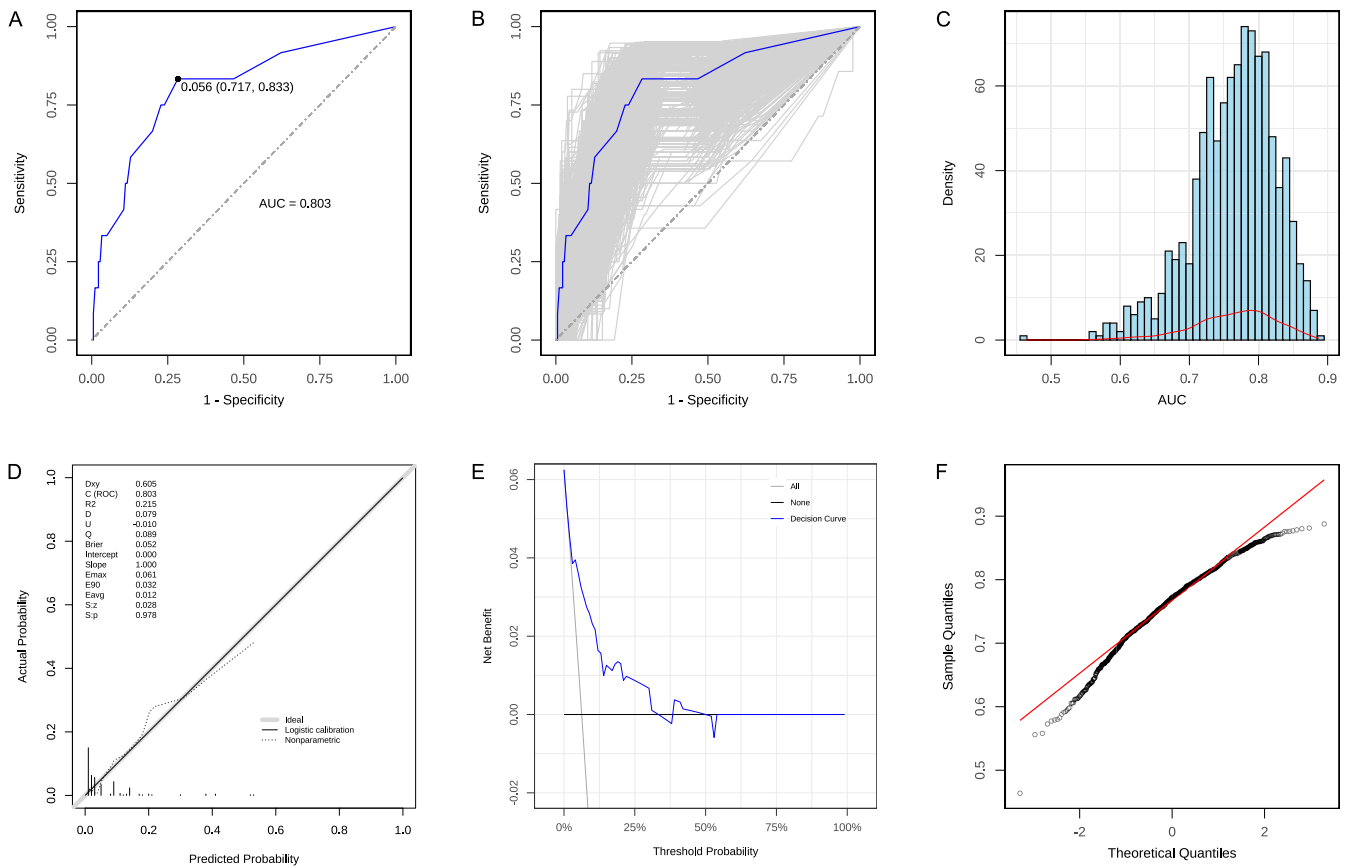 A
1.00
0.75
0.50
0.25
0.00
Sensitivity
0.056 (0.717, 0.833)
AUC = 0.803
0.00
0.25
0.50
0.75
1.00
1 - Specificity
B
1.00
0.75
0.50
0.25
0.00
Sensitivity
0.00
0.25
0.50
0.75
1.00
1 - Specificity
C
60
40
20
0
Density
0.5
0.6
0.7
0.8
0.9
AUC
D
1.0
0.8
0.6
0.4
0.2
0.0
Actual Probability
Dxy 0.605
C (ROC) 0.803
R2 0.215
D 0.079
U -0.010
Q 0.089
Brier 0.052
Intercept 0.000
Slope 1.000
Emax 0.061
E90 0.032
Eavg 0.012
S:z 0.028
S:p 0.978
Ideal
Logistic calibration
Nonparametric
0.0
0.2
0.4
0.6
0.8
1.0
Predicted Probability
E
0.06
0.04
0.02
0.00
-0.02
Net Benefit
All
None
Decision Curve
0%
25%
50%
75%
100%
Threshold Probability
F
0.9
0.8
0.7
0.6
0.5
Sample Quantiles
-2
0
2
Theoretical Quantiles